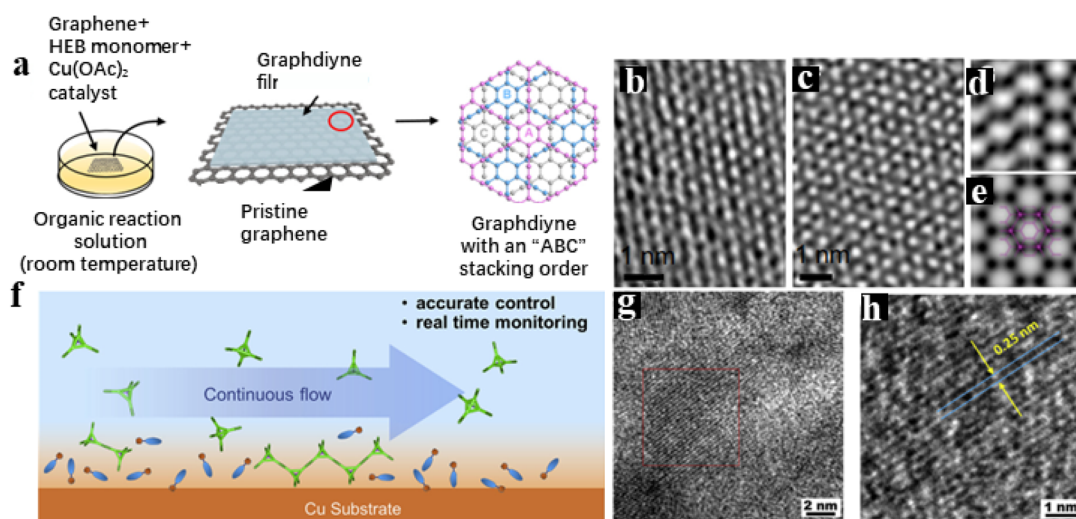 a
Graphene+
HEB monomer+
Cu(OAc)₂
catalyst
Organic reaction
solution
(room temperature)
Graphdiyne
filr
Pristine
graphene
B
C
A
Graphdiyne
with an “ABC”
stacking order
b
1 nm
c
1 nm
d
e
f
• accurate control
• real time monitoring
Continuous flow
Cu Substrate
g
2 nm
h
0.25 nm
1 nm